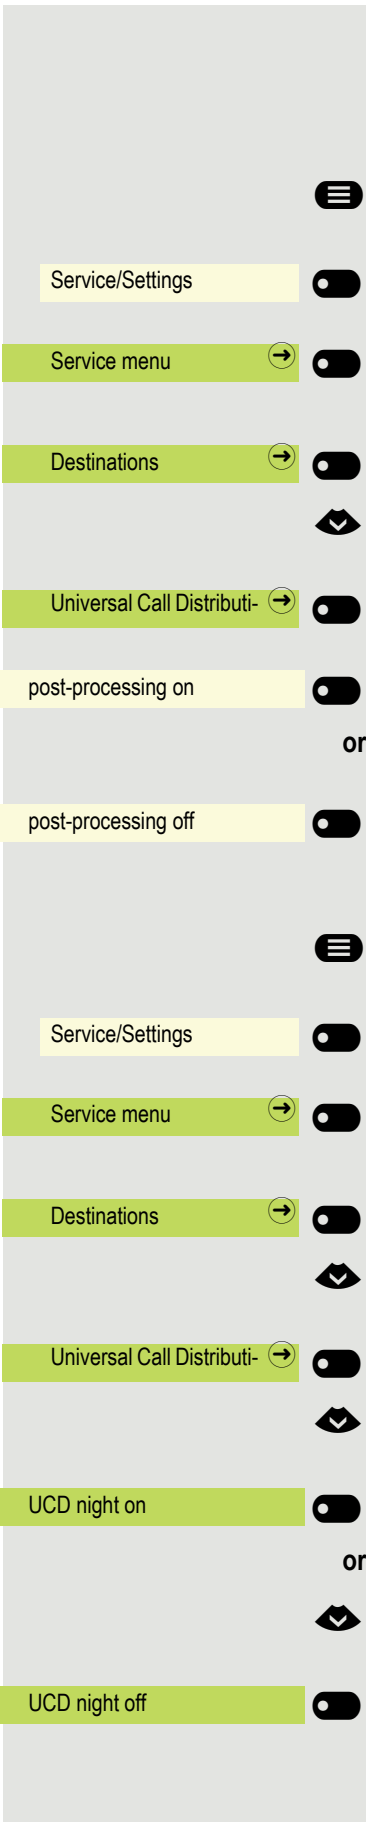 Service/Settings
Service menu
Destinations
Universal Call Distributi-
post-processing on
or
post-processing off
Service/Settings
Service menu
Destinations
Universal Call Distributi-
UCD night on
or
UCD night off